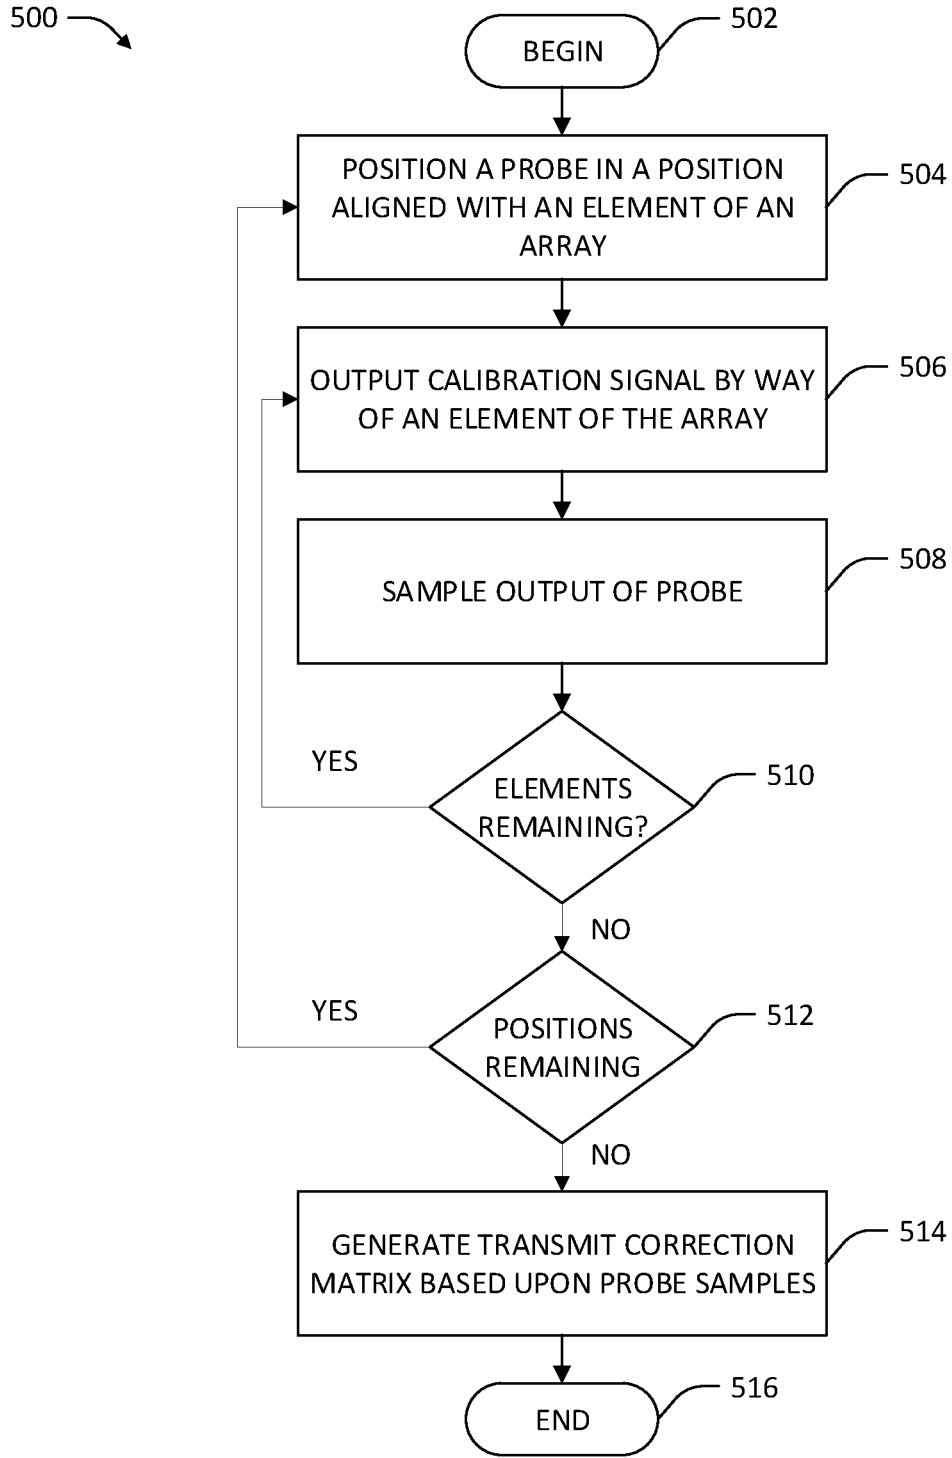 500
BEGIN
502
POSITION A PROBE IN A POSITION
ALIGNED WITH AN ELEMENT OF AN
ARRAY
504
OUTPUT CALIBRATION SIGNAL BY WAY
OF AN ELEMENT OF THE ARRAY
506
SAMPLE OUTPUT OF PROBE
508
ELEMENTS
REMAINING?
510
YES
NO
POSITIONS
REMAINING
512
YES
NO
GENERATE TRANSMIT CORRECTION
MATRIX BASED UPON PROBE SAMPLES
514
END
516